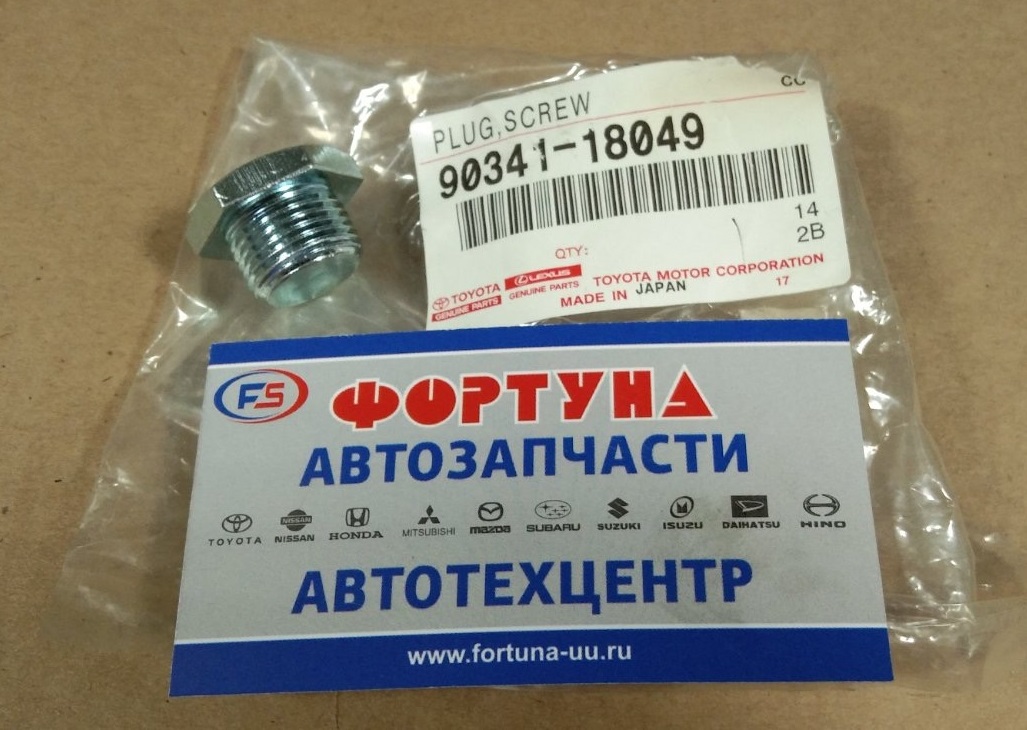 CC
PLUG,SCREW
90341-18049
14
2B
QTY:
TOYOTA
GENUINE PARTS
LEXUS
GENUINE PARTS
TOYOTA MOTOR CORPORATION
MADE IN JAPAN
17
FS ФОРТУНА
АВТОЗАПЧАСТИ
TOYOTA NISSAN HONDA MITSUBISHI mazda SUBARU SUZUKI ISUZU DAIHATSU HINO
АВТОТЕХЦЕНТР
www.fortuna-uu.ru